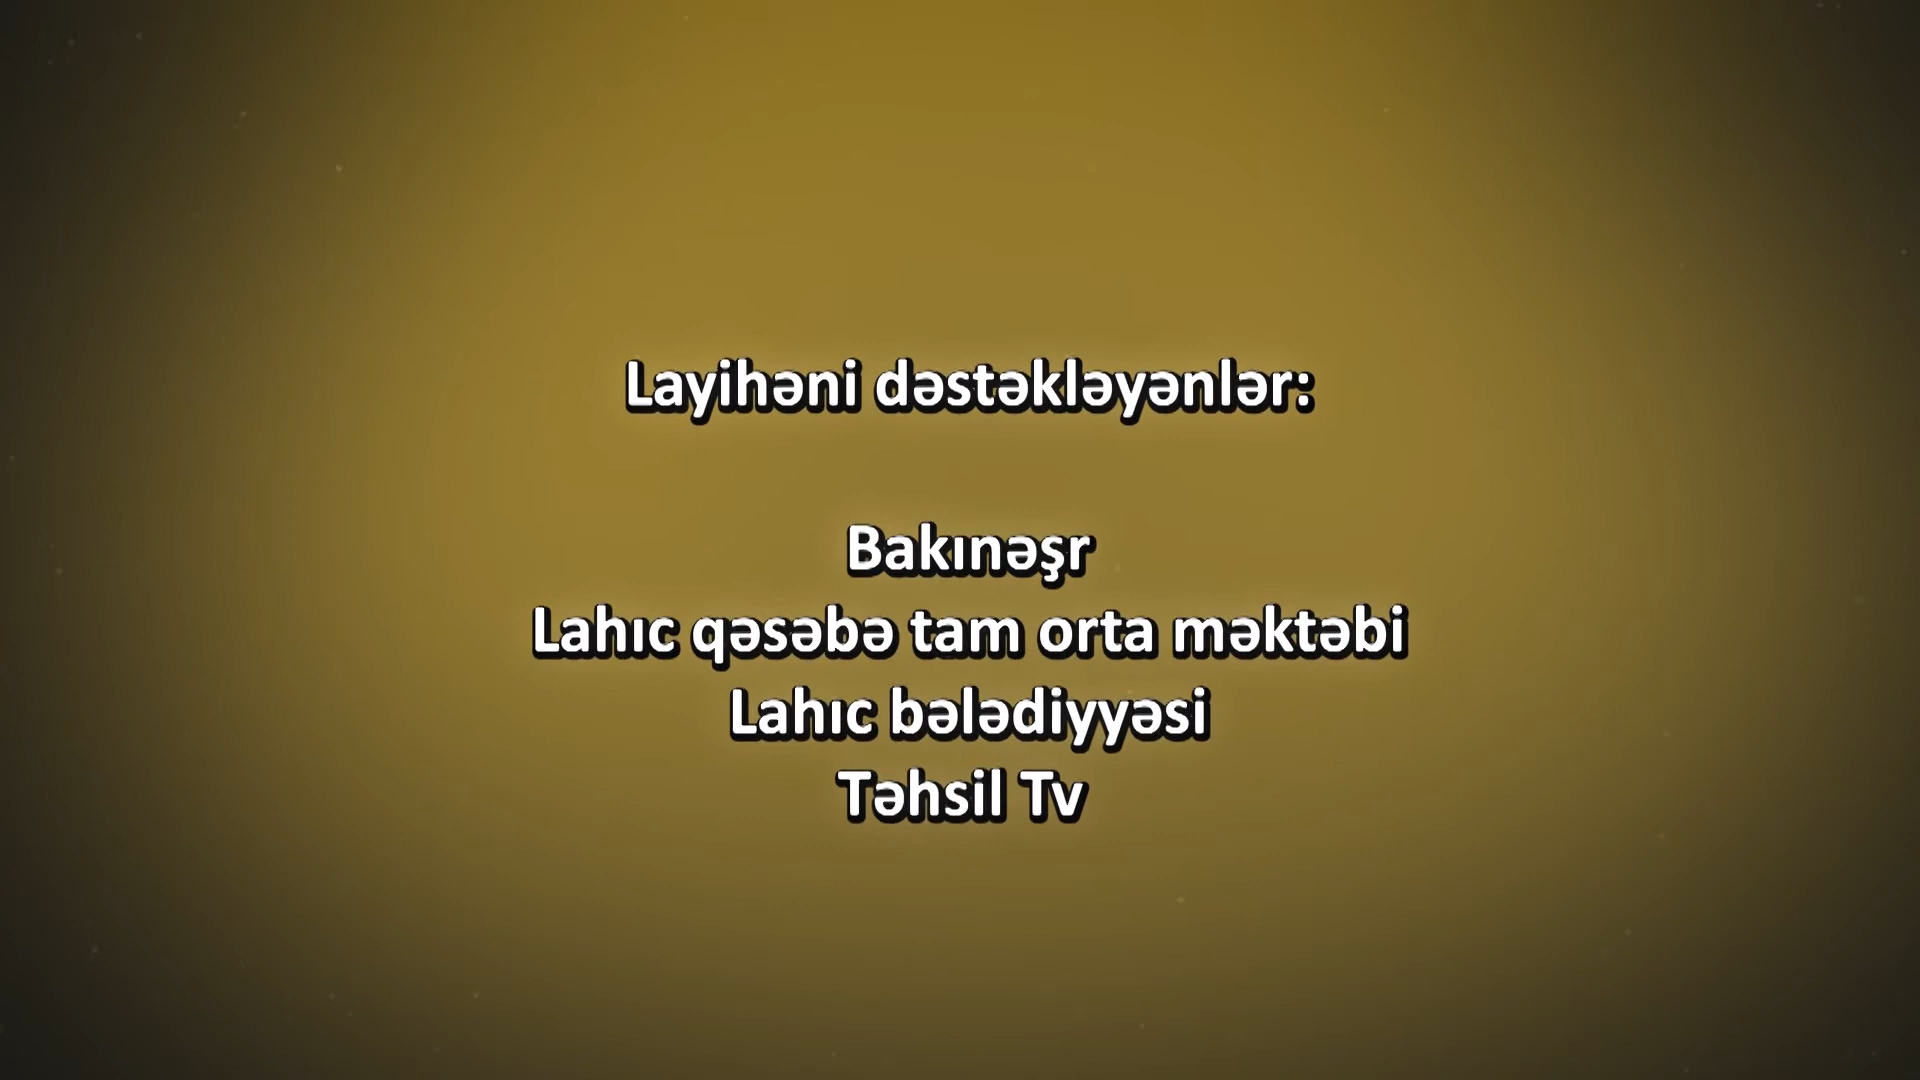 Layihəni dəstəkləyənlər:
Bakınəşr
Lahıc qəsəbə tam orta məktəbi
Lahıc bələdiyyəsi
Təhsil Tv